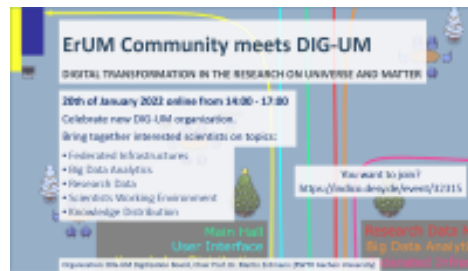 ErUM Community meets DIG-UM
DIGITAL TRANSFORMATION IN THE RESEARCH ON UNIVERSE AND MATTER
20th of January 2022 online from 14:00 - 17:00
Celebrate new DIG-UM organization.
Bring together interested scientists on topics:
• Federated Infrastructures
• Big Data Analytics
• Research Data
• Scientists Working Environment
• Knowledge Distribution
You want to join?
https://indico.desy.de/event/32315
Main Hall
User Interface
Research Data
Big Data Analyt